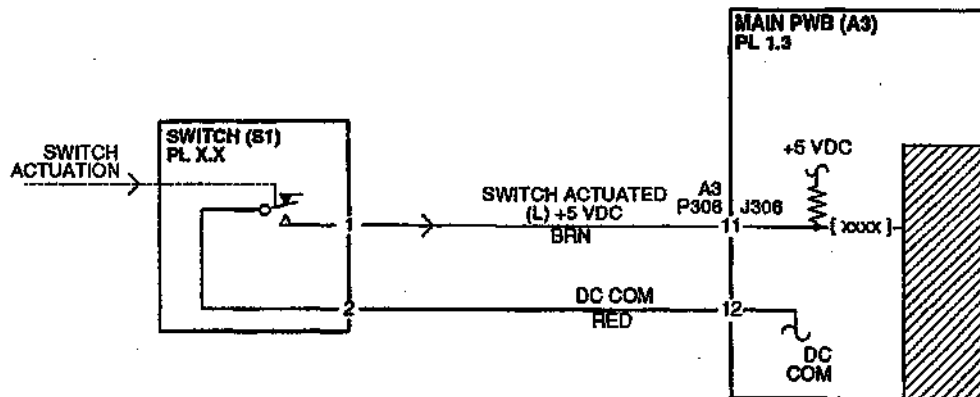 MAIN PWB (A3)
PL 1.3
SWITCH (S1)
PL X.X
SWITCH
ACTUATION
+5 VDC
SWITCH ACTUATED
(L) +5 VDC
BRN
A3
P306
J306
1
11
[ xxxx ]
2
DC COM
RED
12
DC
COM